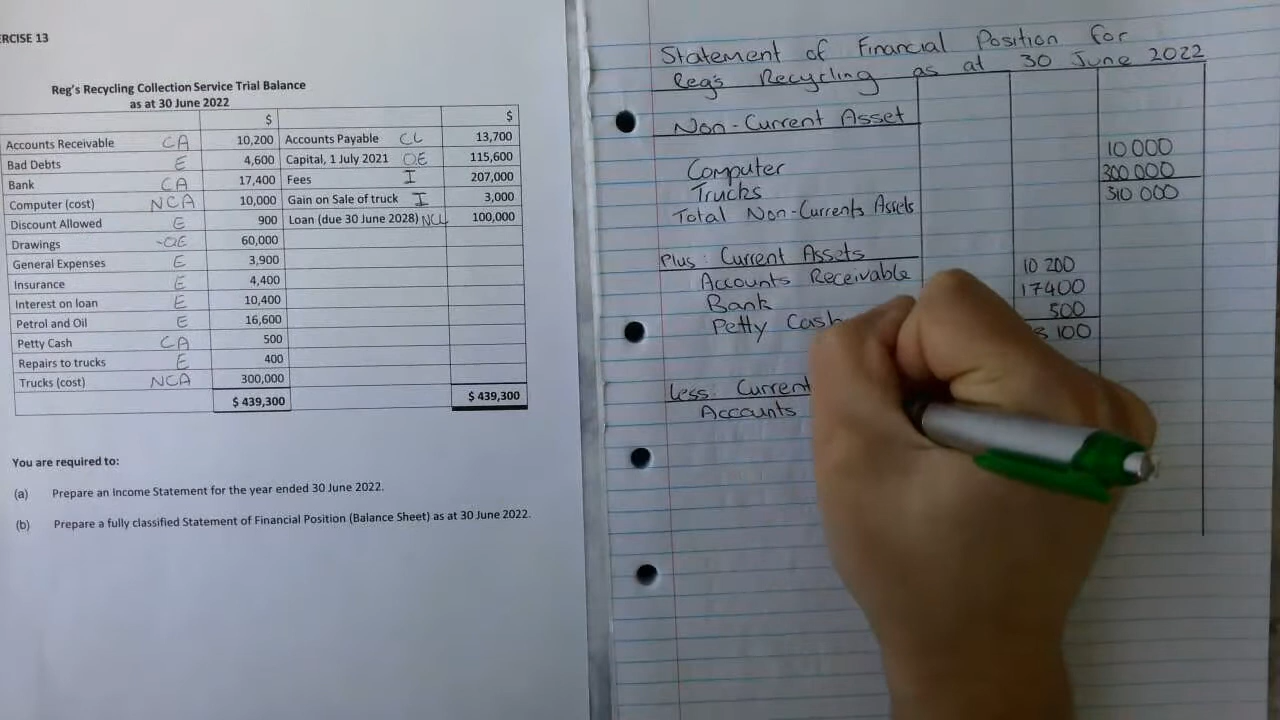 ERCISE 13
Reg's Recycling Collection Service Trial Balance
as at 30 June 2022
$ $
Accounts Receivable CA 10,200 Accounts Payable CL 13,700
Bad Debts E 4,600 Capital, 1 July 2021 OE 115,600
Bank CA 17,400 Fees I 207,000
Computer (cost) NCA 10,000 Gain on Sale of truck I 3,000
Discount Allowed E 900 Loan (due 30 June 2028) NCL 100,000
Drawings -OE 60,000
General Expenses E 3,900
Insurance E 4,400
Interest on loan E 10,400
Petrol and Oil E 16,600
Petty Cash CA 500
Repairs to trucks E 400
Trucks (cost) NCA 300,000
$ 439,300 $ 439,300
You are required to:
(a) Prepare an Income Statement for the year ended 30 June 2022.
(b) Prepare a fully classified Statement of Financial Position (Balance Sheet) as at 30 June 2022.
Statement of Financial Position for
Reg's Recycling as at 30 June 2022
Non-Current Asset
Computer 10 000
Trucks 300 000
Total Non-Currents Assets 310 000
Plus: Current Assets
Accounts Receivable 10 200
Bank 17400
Petty Cash 500
100
Less: Current
Accounts